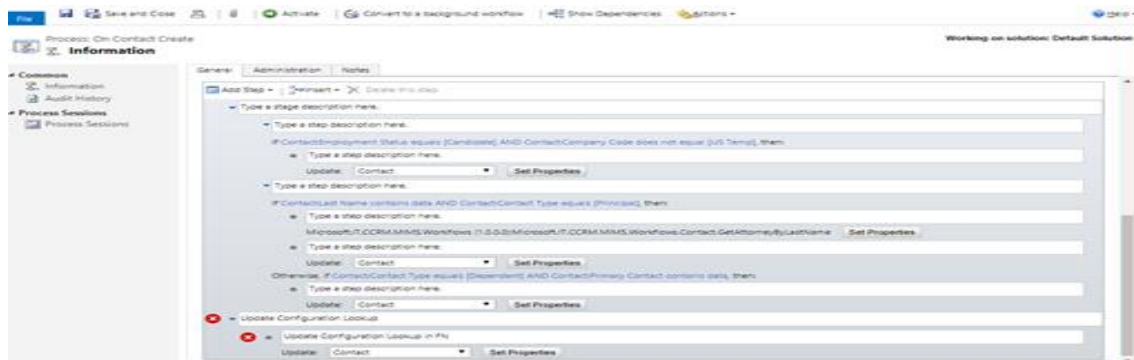 File Save and Close Activate Convert to a background workflow Show Dependencies Actions Help
Process: On Contact Create
Information
Working on solution: Default Solution
Common
Information
Audit History
Process Sessions
Process Sessions
General Administration Notes
Add Step Insert Delete this step.
Type a stage description here.
Type a step description here.
If Contact:Employment Status equals [Candidate] AND Contact:Company Code does not equal [US Temp], then:
Type a step description here.
Update: Contact Set Properties
Type a step description here.
If Contact:Last Name contains data AND Contact:Contact Type equals [Principal], then:
Type a step description here.
Microsoft.IT.CCRM.MIMS.Workflows (1.0.0.0):Microsoft.IT.CCRM.MIMS.Workflows.Contact.GetAttorneyByLastName Set Properties
Type a step description here.
Update: Contact Set Properties
Otherwise, if Contact:Contact Type equals [Dependent] AND Contact:Primary Contact contains data, then:
Type a step description here.
Update: Contact Set Properties
Update Configuration Lookup
Update Configuration Lookup in FN
Update: Contact Set Properties